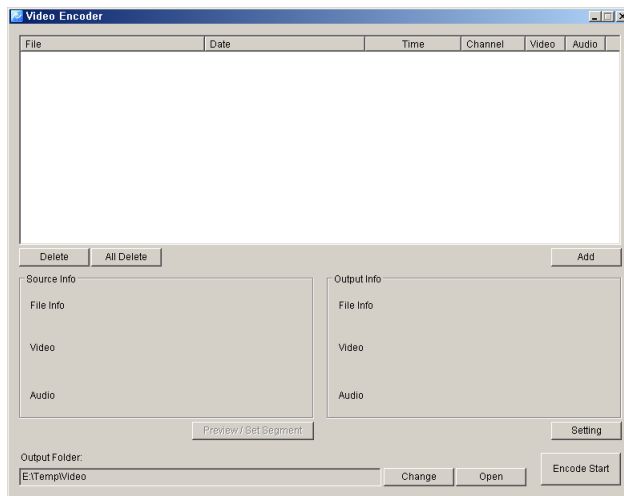 Video Encoder
File Date Time Channel Video Audio
Delete All Delete Add
Source Info Output Info
File Info File Info
Video Video
Audio Audio
Preview / Set Segment Setting
Output Folder:
E:\Temp\Video Change Open Encode Start